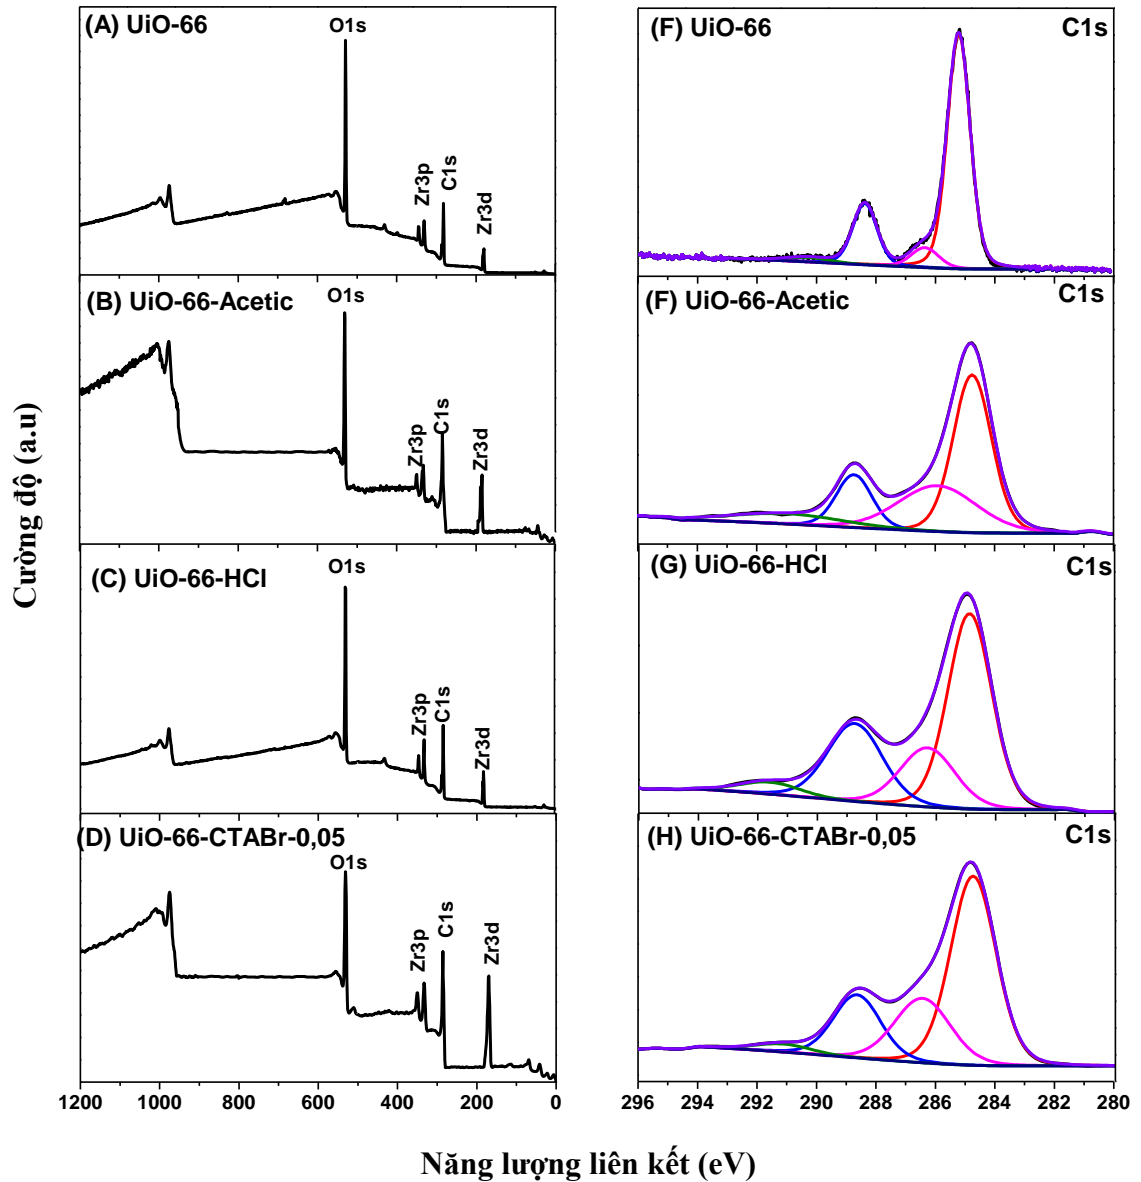 (A) UiO-66
O1s
Zr3p
C1s
Zr3d
(B) UiO-66-Acetic
O1s
Zr3p
C1s
Zr3d
(C) UiO-66-HCl
O1s
Zr3p
C1s
Zr3d
(D) UiO-66-CTABr-0,05
O1s
Zr3p
C1s
Zr3d
1200 1000 800 600 400 200 0
(F) UiO-66 C1s
(F) UiO-66-Acetic C1s
(G) UiO-66-HCl C1s
(H) UiO-66-CTABr-0,05 C1s
296 294 292 290 288 286 284 282 280
Cường độ (a.u)
Năng lượng liên kết (eV)